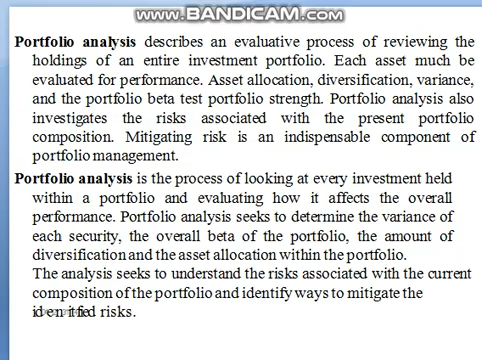 www.BANDICAM.com
Portfolio analysis describes an evaluative process of reviewing the
holdings of an entire investment portfolio. Each asset much be
evaluated for performance. Asset allocation, diversification, variance,
and the portfolio beta test portfolio strength. Portfolio analysis also
investigates the risks associated with the present portfolio
composition. Mitigating risk is an indispensable component of
portfolio management.
Portfolio analysis is the process of looking at every investment held
within a portfolio and evaluating how it affects the overall
performance. Portfolio analysis seeks to determine the variance of
each security, the overall beta of the portfolio, the amount of
diversification and the asset allocation within the portfolio.
The analysis seeks to understand the risks associated with the current
composition of the portfolio and identify ways to mitigate the
identified risks.